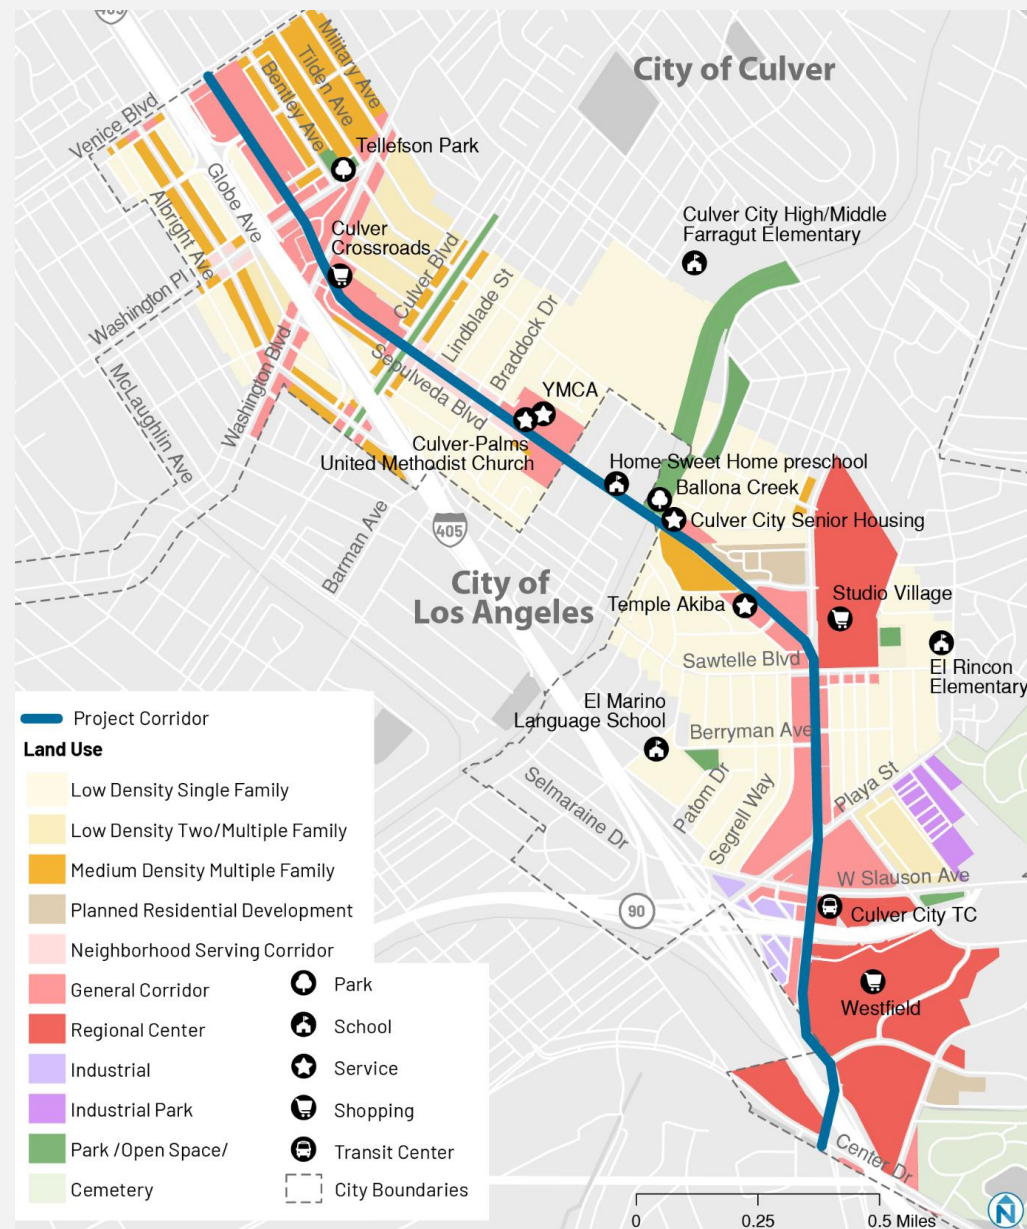 405
City of Culver
Military Ave
Tilden Ave
Bentley Ave
Venice Blvd
Tellefson Park
Globe Ave
Albright Ave
Culver
Crossroads
Culver City High/Middle
Farragut Elementary
Washington Pl
Culver Blvd
Lindblade St
Braddock Dr
Washington Blvd
McLaughlin Ave
Sepulveda Blvd
YMCA
Culver-Palms
United Methodist Church
Home Sweet Home preschool
Ballona Creek
Culver City Senior Housing
405
Barman Ave
City of
Los Angeles
Temple Akiba
Studio Village
Sawtelle Blvd
El Rincon
Elementary
El Marino
Language School
Berryman Ave
Patom Dr
Segrell Way
Playa St
Selmaraine Dr
W Slauson Ave
90
Culver City TC
Westfield
Center Dr
Project Corridor
Land Use
Low Density Single Family
Low Density Two/Multiple Family
Medium Density Multiple Family
Planned Residential Development
Neighborhood Serving Corridor
General Corridor
Regional Center
Industrial
Industrial Park
Park /Open Space/
Cemetery
Park
School
Service
Shopping
Transit Center
City Boundaries
0 0.25 0.5 Miles
N